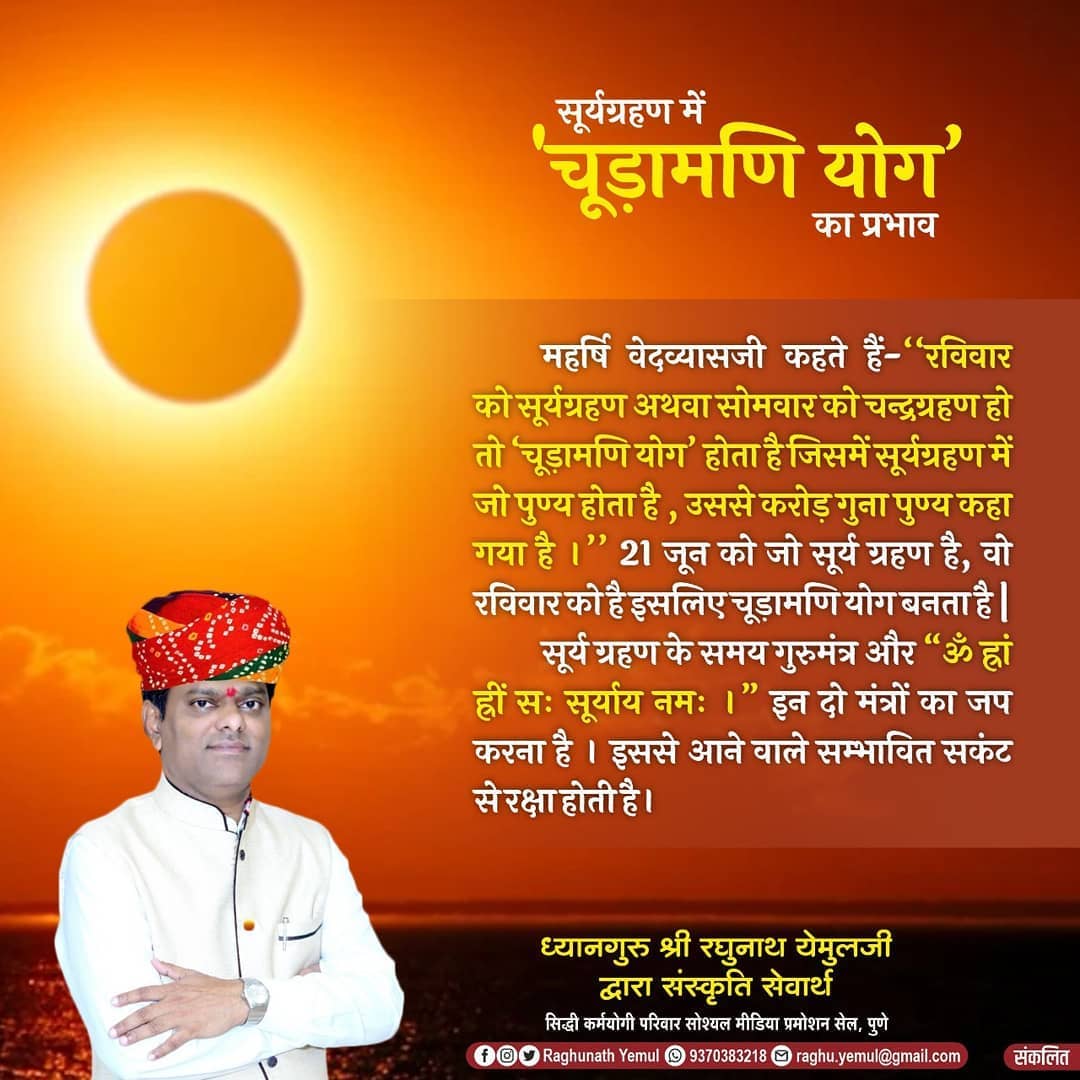 सूर्यग्रहण में
'चूड़ामणि योग'
का प्रभाव
महर्षि वेदव्यासजी कहते हैं-‘‘रविवार
को सूर्यग्रहण अथवा सोमवार को चन्द्रग्रहण हो
तो ‘चूड़ामणि योग’ होता है जिसमें सूर्यग्रहण में
जो पुण्य होता है , उससे करोड़ गुना पुण्य कहा
गया है ।’’ 21 जून को जो सूर्य ग्रहण है, वो
रविवार को है इसलिए चूड़ामणि योग बनता है|
सूर्य ग्रहण के समय गुरुमंत्र और “ॐ ह्रां
ह्रीं सः सूर्याय नमः ।” इन दो मंत्रों का जप
करना है । इससे आने वाले सम्भावित सकंट
से रक्षा होती है।
ध्यानगुरु श्री रघुनाथ येमुलजी
द्वारा संस्कृति सेवार्थ
सिद्धी कर्मयोगी परिवार सोश्यल मीडिया प्रमोशन सेल, पुणे
Raghunath Yemul 9370383218 raghu.yemul@gmail.com
संकलित